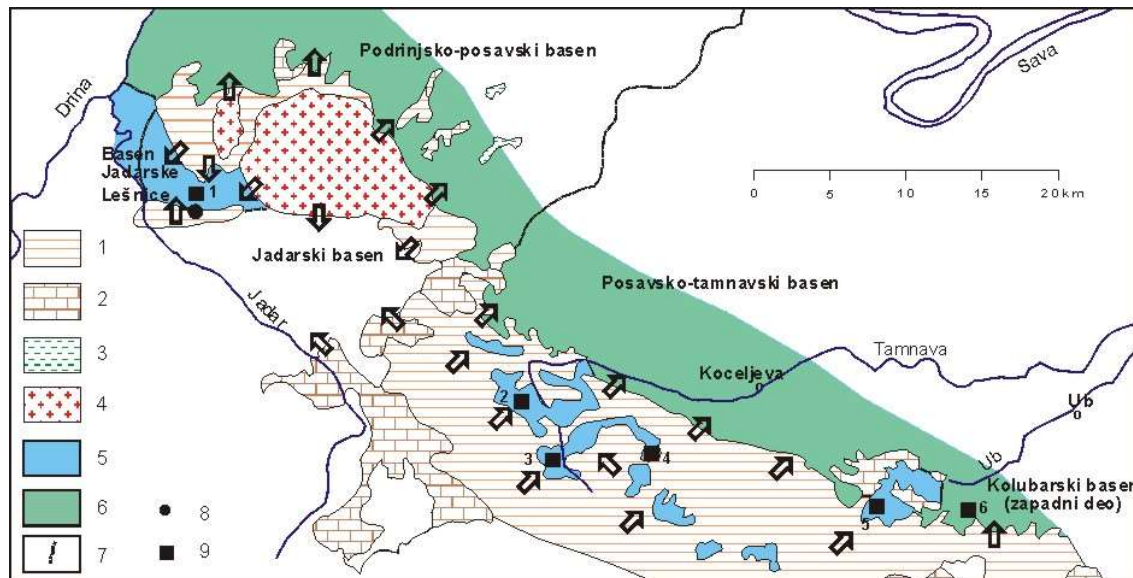 Podrinjsko-posavski basen
Sava
Drina
Basen
Jadarske
Lešnice
1
0 5 10 15 20 km
Jadarski basen
Posavsko-tamnavski basen
Jadar
Tamnava
Koceljeva
Ub
2
3
4
Ub
Kolubarski basen
(zapadni deo)
5
6
1
2
3
4
5
6
7
8
9